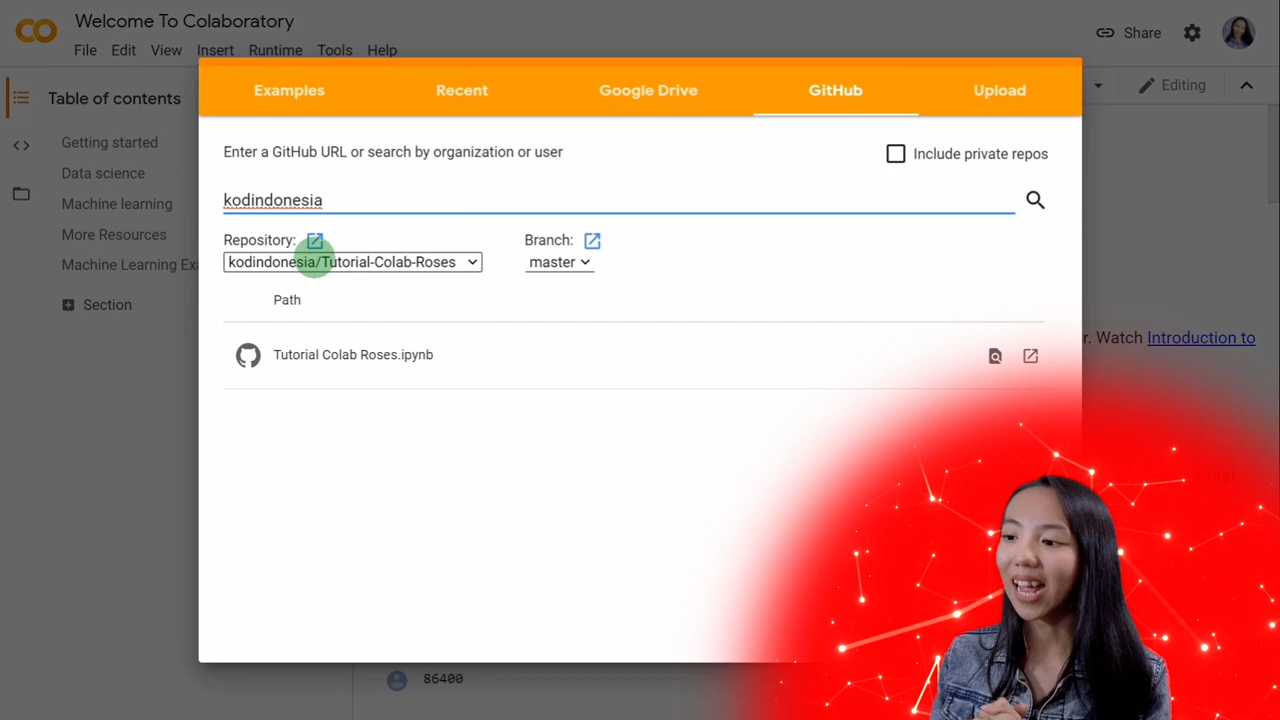 Welcome To Colaboratory
File Edit View Insert Runtime Tools Help
Share
Examples Recent Google Drive GitHub Upload
Editing
Table of contents
Getting started
Data science
Machine learning
More Resources
Machine Learning Exa
Section
Enter a GitHub URL or search by organization or user
Include private repos
kodindonesia
Repository:
Branch:
kodindonesia/Tutorial-Colab-Roses
master
Path
Tutorial Colab Roses.ipynb
r. Watch Introduction to
86400